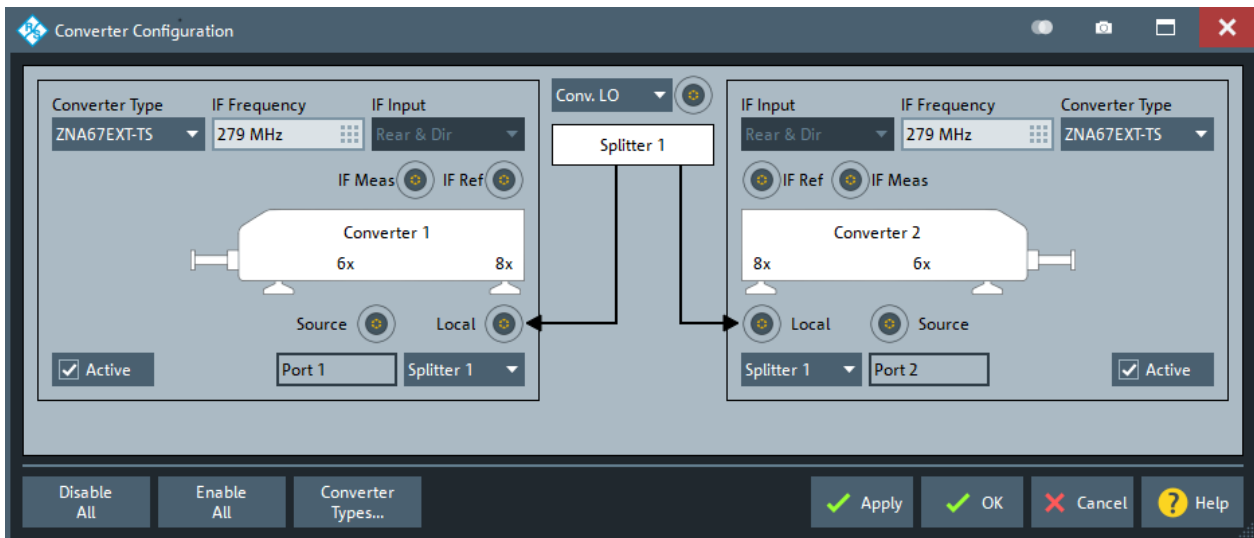 R&S Converter Configuration
Converter Type IF Frequency IF Input
ZNA67EXT-TS 279 MHz Rear & Dir
IF Meas IF Ref
Converter 1
6x 8x
Source Local
Active Port 1 Splitter 1
Conv. LO
Splitter 1
IF Input IF Frequency Converter Type
Rear & Dir 279 MHz ZNA67EXT-TS
IF Ref IF Meas
Converter 2
8x 6x
Local Source
Splitter 1 Port 2 Active
Disable
All
Enable
All
Converter
Types...
Apply OK Cancel ? Help